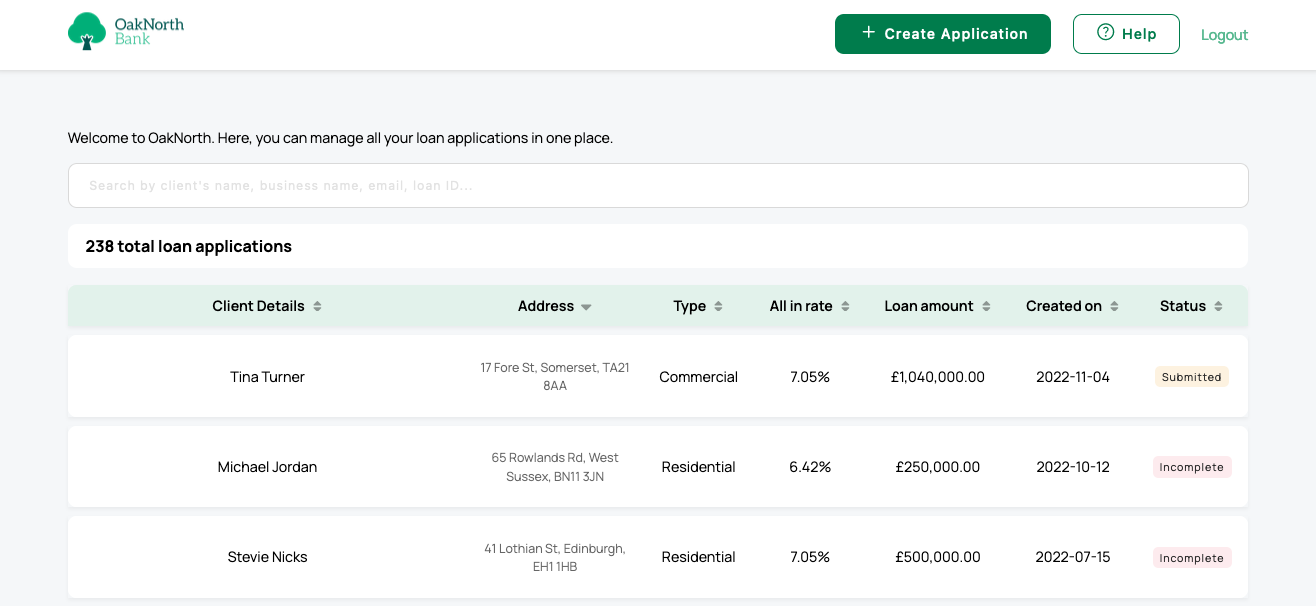 OakNorth
Bank
Create Application
Help
Logout
Welcome to OakNorth. Here, you can manage all your loan applications in one place.
Search by client's name, business name, email, loan ID...
238 total loan applications
Client Details Address Type All in rate Loan amount Created on Status
Tina Turner 17 Fore St, Somerset, TA21 Commercial 7.05% £1,040,000.00 2022-11-04 Submitted
8AA
Michael Jordan 65 Rowlands Rd, West Residential 6.42% £250,000.00 2022-10-12 Incomplete
Sussex, BN11 3JN
Stevie Nicks 41 Lothian St, Edinburgh, Residential 7.05% £500,000.00 2022-07-15 Incomplete
EH1 1HB